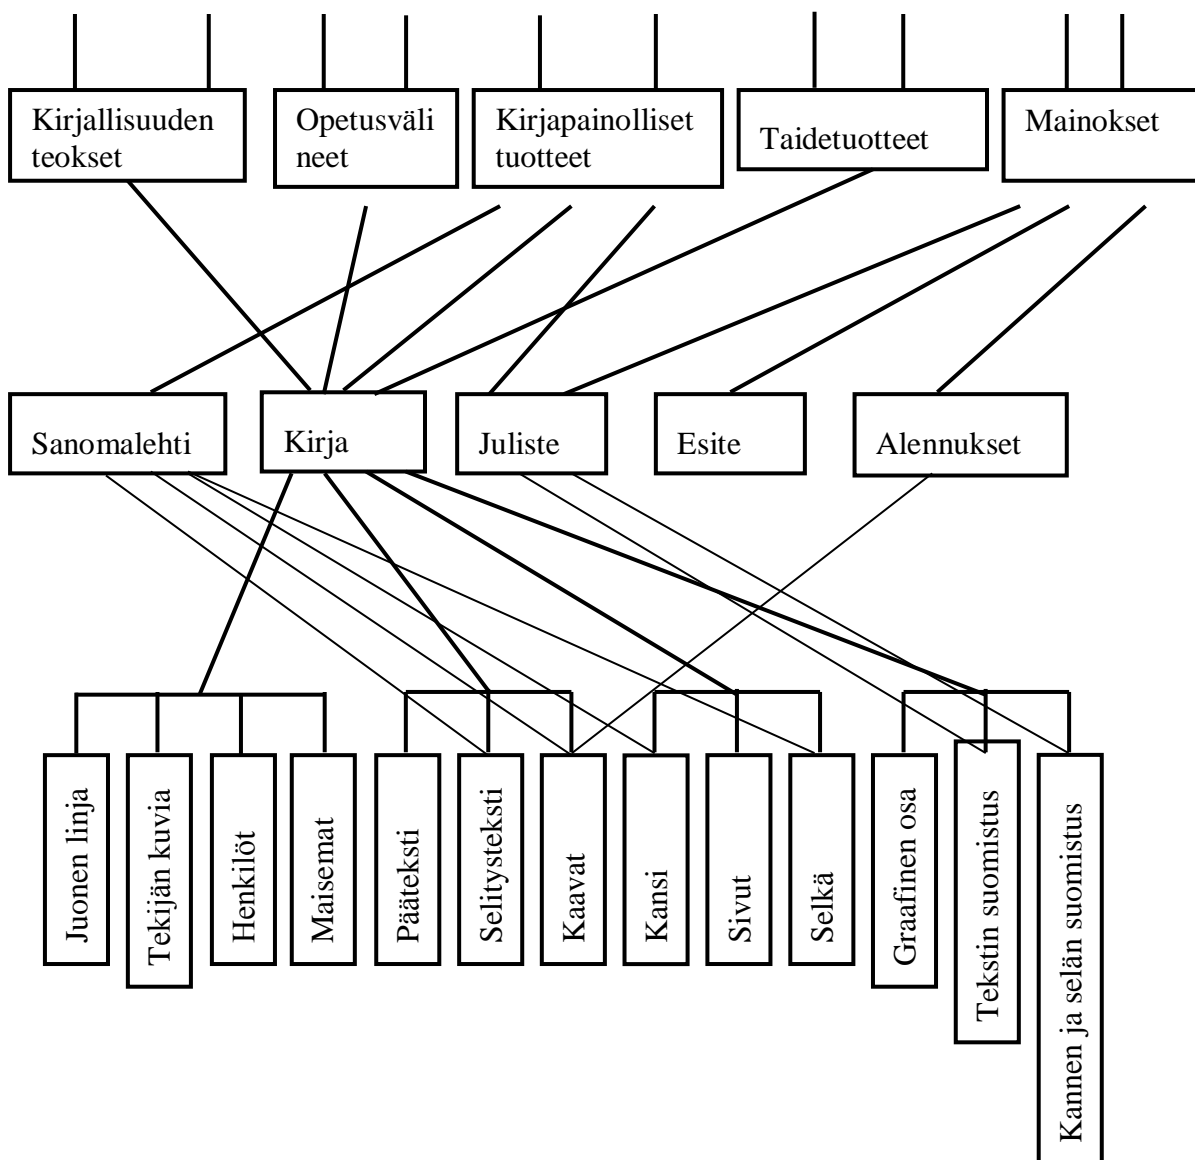 Kirjallisuuden
teokset
Opetusväli
neet
Kirjapainolliset
tuotteet
Taidetuotteet
Mainokset
Sanomalehti
Kirja
Juliste
Esite
Alennukset
Juonen linja
Tekijän kuvia
Henkilöt
Maisemat
Pääteksti
Selitysteksti
Kaavat
Kansi
Sivut
Selkä
Graafinen osa
Tekstin suomistus
Kannen ja selän suomistus